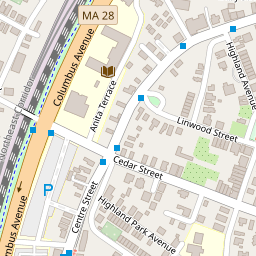 MA 28
Columbus Avenue
Highland Avenue
Anita Terrace
Northeast Corridor
Linwood Street
Cedar Street
P
Centre Street
Highland Park Avenue
mbus Avenue